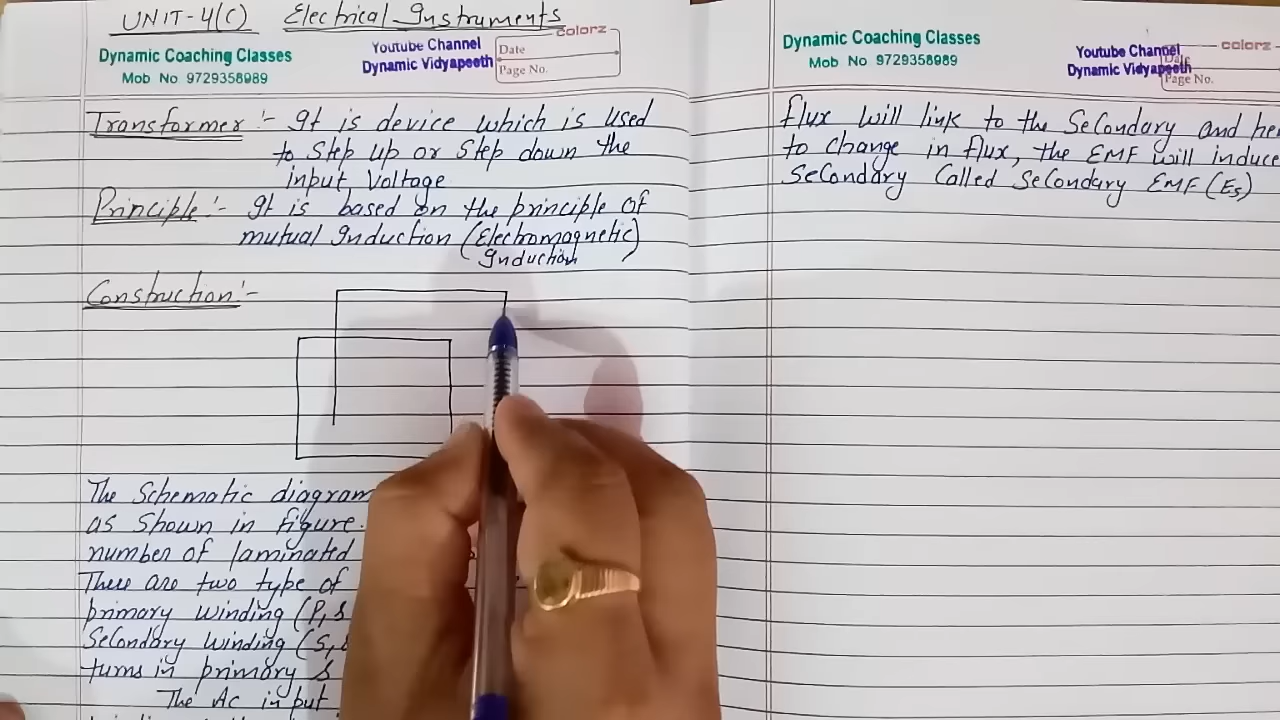 UNIT-4(C) Electrical Instruments
Dynamic Coaching Classes
Mob No 9729358989
Youtube Channel
Dynamic Vidyapeeth
colorz
Date
Page No.
Transformer :- It is device which is used
to Step up or Step down the
input Voltage
Principle :- It is based on the principle of
mutual Induction (Electromagnetic)
Induction
Construction :-
The Schematic diagram
as shown in figure.
number of laminated
There are two type of
primary winding (P,
Secondary winding (S,
turns in primary
The AC input
Dynamic Coaching Classes
Mob No 9729358989
Youtube Channel
Dynamic Vidyapeeth
colorz
Date
Page No.
flux will link to the Secondary and
to change in flux, the EMF will induce
Secondary Called Secondary EMF (Es)